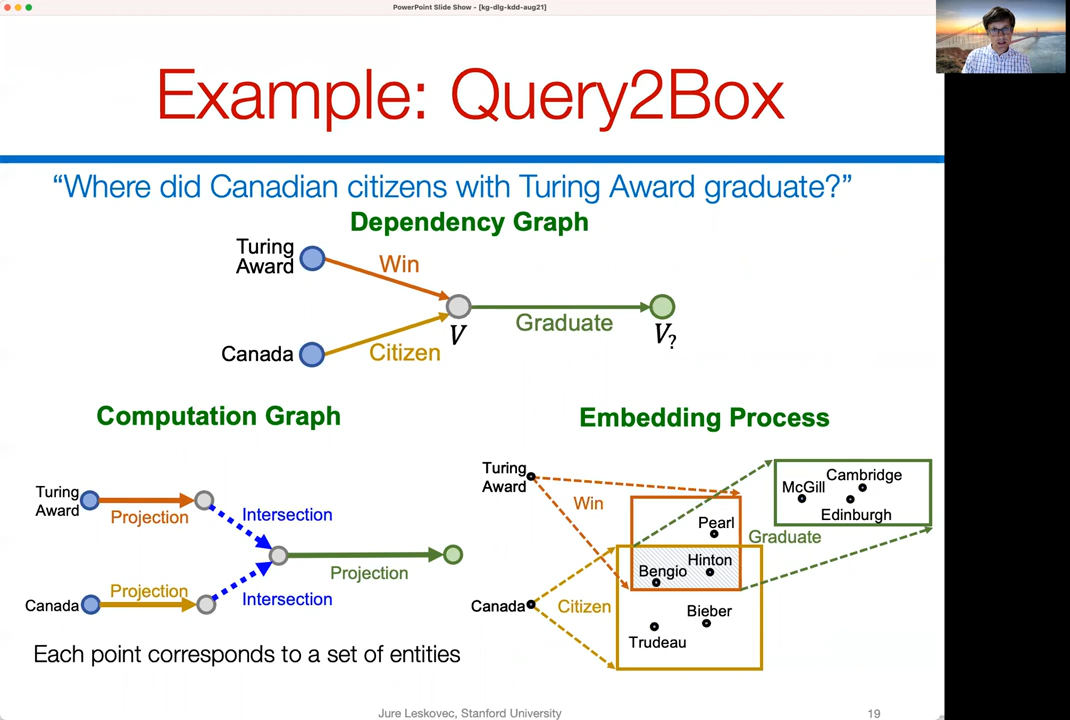 PowerPoint Slide Show - [kg-dlg-kdd-aug21]
Example: Query2Box
“Where did Canadian citizens with Turing Award graduate?”
Dependency Graph
Turing
Award
Win
Canada
Citizen
V
Graduate
V?
Computation Graph
Turing
Award
Projection
Intersection
Projection
Canada
Projection
Intersection
Each point corresponds to a set of entities
Embedding Process
Turing
Award
Win
Canada
Citizen
Pearl
Hinton
Bengio
Bieber
Trudeau
Graduate
Cambridge
McGill
Edinburgh
Jure Leskovec, Stanford University
19